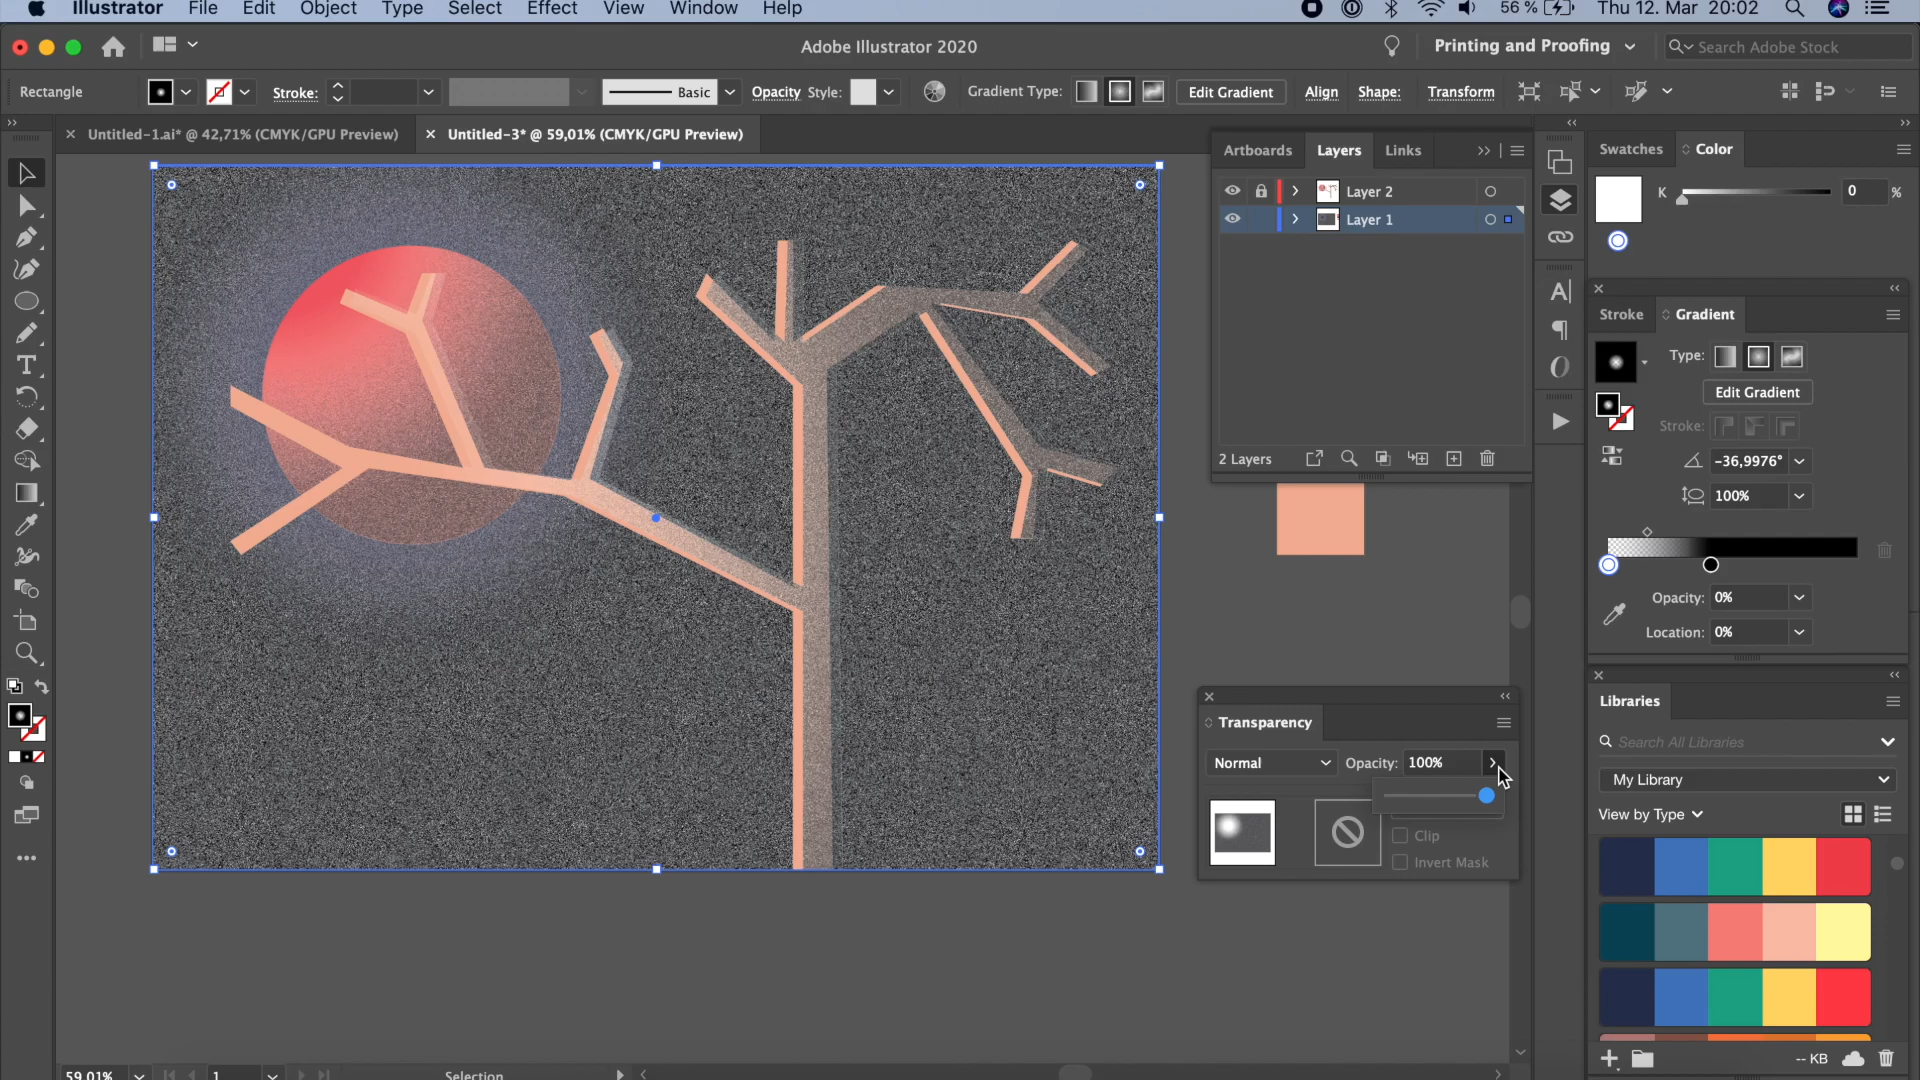 Illustrator File Edit Object Type Select Effect View Window Help 56 % Thu 12. Mar 20:02
Adobe Illustrator 2020 Printing and Proofing Search Adobe Stock
Rectangle Stroke: Basic Opacity Style: Gradient Type: Edit Gradient Align Shape: Transform
Untitled-1.ai* @ 42,71% (CMYK/GPU Preview) Untitled-3* @ 59,01% (CMYK/GPU Preview)
Artboards Layers Links
Layer 2
Layer 1
2 Layers
Swatches Color
K 0 %
Stroke Gradient
Type:
Edit Gradient
Stroke:
-36,9976°
100%
Opacity: 0%
Location: 0%
Transparency
Normal Opacity: 100%
Clip
Invert Mask
Libraries
Search All Libraries
My Library
View by Type
-- KB
59,01% 1 Selection